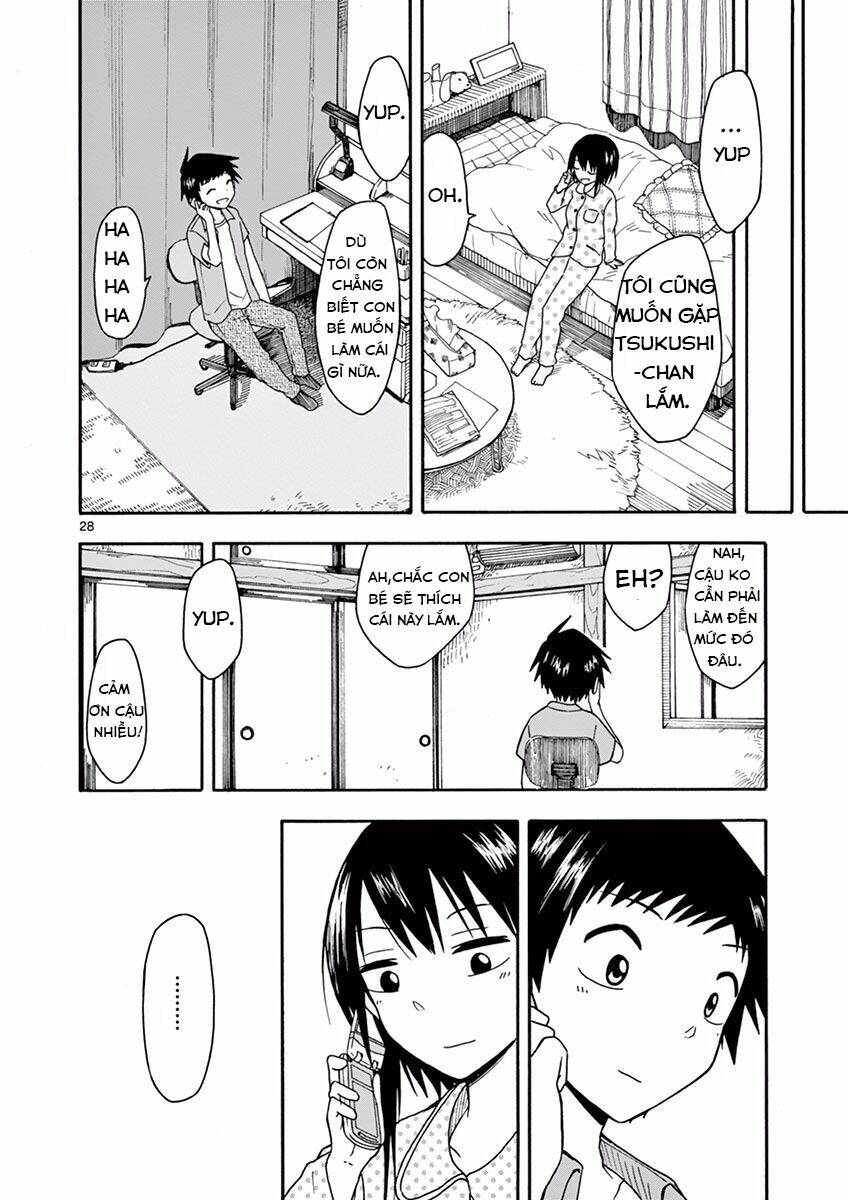 ...
YUP
TÔI CŨNG
MUỐN GẶP
TSUKUSHI
-CHAN
LẮM.
OH.
YUP.
DÙ
TÔI CÒN
CHẲNG
BIẾT CON
BÉ MUỐN
LÀM CÁI
GÌ NỮA.
HA
HA
HA
HA
28
NAH,
CẬU KO
CẦN PHẢI
LÀM ĐẾN
MỨC ĐÓ
ĐÂU.
EH?
AH,CHẮC CON
BÉ SẼ THÍCH
CÁI NÀY LẮM.
YUP.
CẢM
ƠN CẬU
NHIỀU!
.........